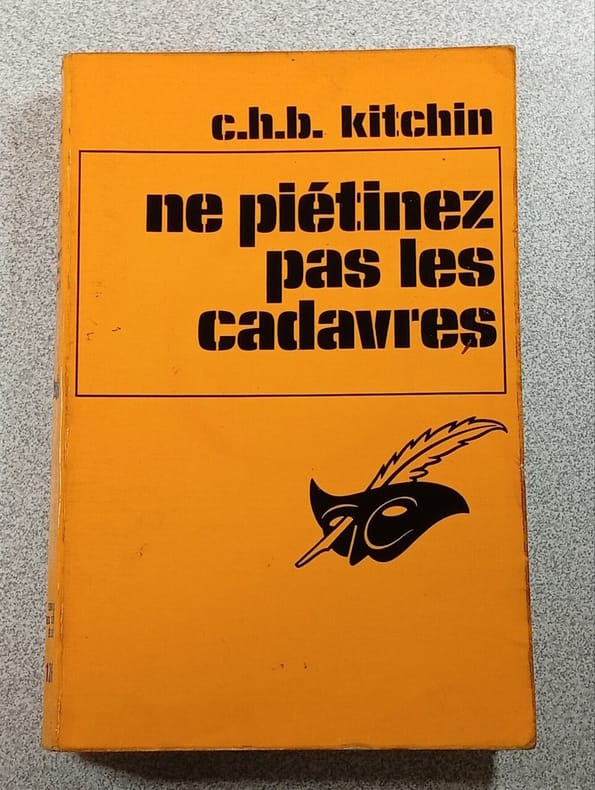 c.h.b. kitchin
ne piétinez
pas les
cadavres